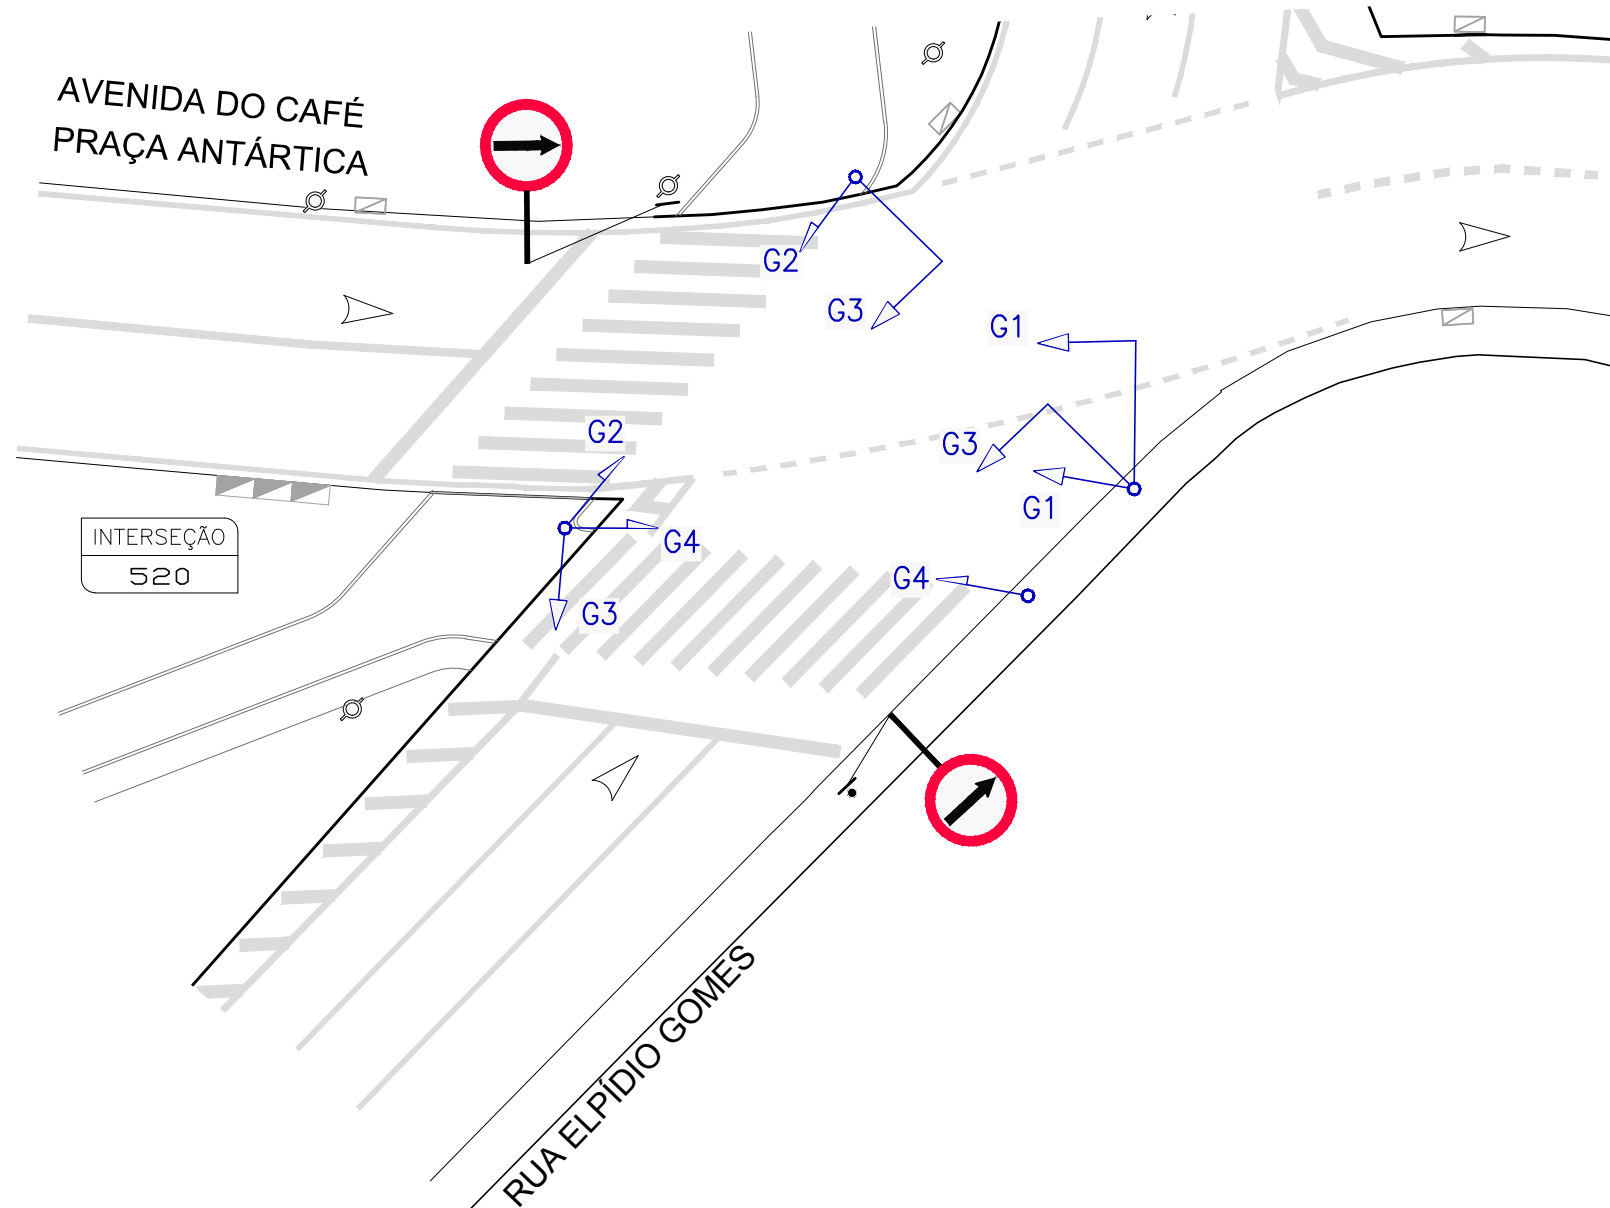 AVENIDA DO CAFÉ
PRAÇA ANTÁRTICA
G2
G3
G1
G2
G3
G1
G4
G4
G3
INTERSEÇÃO
520
RUA ELPÍDIO GOMES